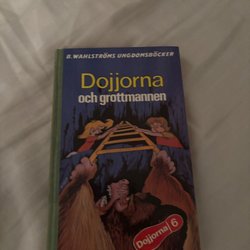 B. WAHLSTRÖMS UNGDOMSBÖCKER
Dojjorna
och grottmannen
Dojjorna 6